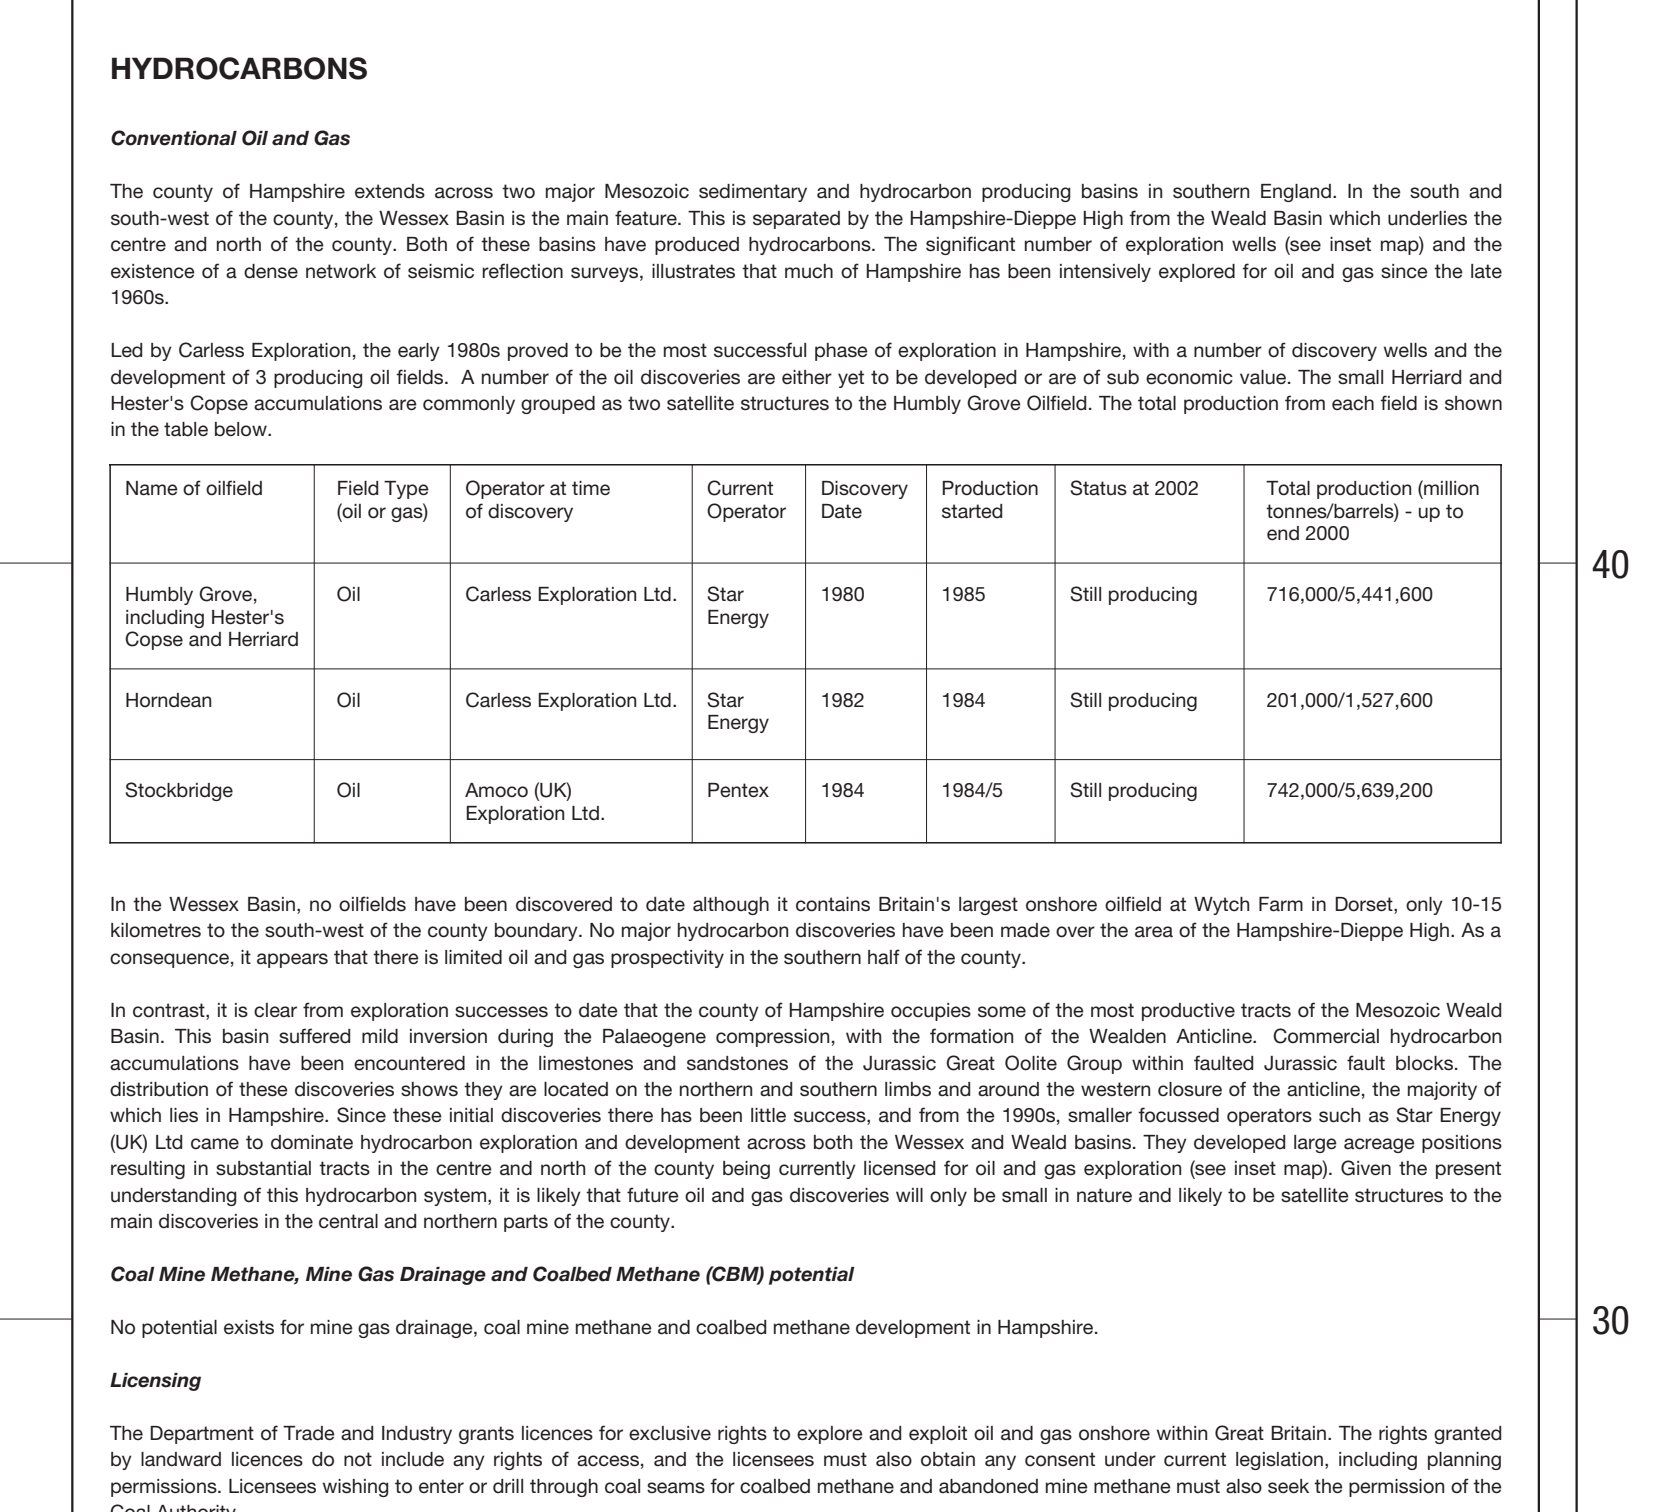 HYDROCARBONS
Conventional Oil and Gas
The county of Hampshire extends across two major Mesozoic sedimentary and hydrocarbon producing basins in southern England. In the south and
south-west of the county, the Wessex Basin is the main feature. This is separated by the Hampshire-Dieppe High from the Weald Basin which underlies the
centre and north of the county. Both of these basins have produced hydrocarbons. The significant number of exploration wells (see inset map) and the
existence of a dense network of seismic reflection surveys, illustrates that much of Hampshire has been intensively explored for oil and gas since the late
1960s.
Led by Carless Exploration, the early 1980s proved to be the most successful phase of exploration in Hampshire, with a number of discovery wells and the
development of 3 producing oil fields. A number of the oil discoveries are either yet to be developed or are of sub economic value. The small Herriard and
Hester's Copse accumulations are commonly grouped as two satellite structures to the Humbly Grove Oilfield. The total production from each field is shown
in the table below.
Name of oilfield
Field Type
(oil or gas)
Operator at time
of discovery
Current
Operator
Discovery
Date
Production
started
Status at 2002
Total production (million
tonnes/barrels) - up to
end 2000
40
Humbly Grove,
including Hester's
Copse and Herriard
Oil
Carless Exploration Ltd.
Star
Energy
1980
1985
Still producing
716,000/5,441,600
Horndean
Oil
Carless Exploration Ltd.
Star
Energy
1982
1984
Still producing
201,000/1,527,600
Stockbridge
Oil
Amoco (UK)
Exploration Ltd.
Pentex
1984
1984/5
Still producing
742,000/5,639,200
In the Wessex Basin, no oilfields have been discovered to date although it contains Britain's largest onshore oilfield at Wytch Farm in Dorset, only 10-15
kilometres to the south-west of the county boundary. No major hydrocarbon discoveries have been made over the area of the Hampshire-Dieppe High. As a
consequence, it appears that there is limited oil and gas prospectivity in the southern half of the county.
In contrast, it is clear from exploration successes to date that the county of Hampshire occupies some of the most productive tracts of the Mesozoic Weald
Basin. This basin suffered mild inversion during the Palaeogene compression, with the formation of the Wealden Anticline. Commercial hydrocarbon
accumulations have been encountered in the limestones and sandstones of the Jurassic Great Oolite Group within faulted Jurassic fault blocks. The
distribution of these discoveries shows they are located on the northern and southern limbs and around the western closure of the anticline, the majority of
which lies in Hampshire. Since these initial discoveries there has been little success, and from the 1990s, smaller focussed operators such as Star Energy
(UK) Ltd came to dominate hydrocarbon exploration and development across both the Wessex and Weald basins. They developed large acreage positions
resulting in substantial tracts in the centre and north of the county being currently licensed for oil and gas exploration (see inset map). Given the present
understanding of this hydrocarbon system, it is likely that future oil and gas discoveries will only be small in nature and likely to be satellite structures to the
main discoveries in the central and northern parts of the county.
Coal Mine Methane, Mine Gas Drainage and Coalbed Methane (CBM) potential
No potential exists for mine gas drainage, coal mine methane and coalbed methane development in Hampshire.
30
Licensing
The Department of Trade and Industry grants licences for exclusive rights to explore and exploit oil and gas onshore within Great Britain. The rights granted
by landward licences do not include any rights of access, and the licensees must also obtain any consent under current legislation, including planning
permissions. Licensees wishing to enter or drill through coal seams for coalbed methane and abandoned mine methane must also seek the permission of the
Coal Authority.